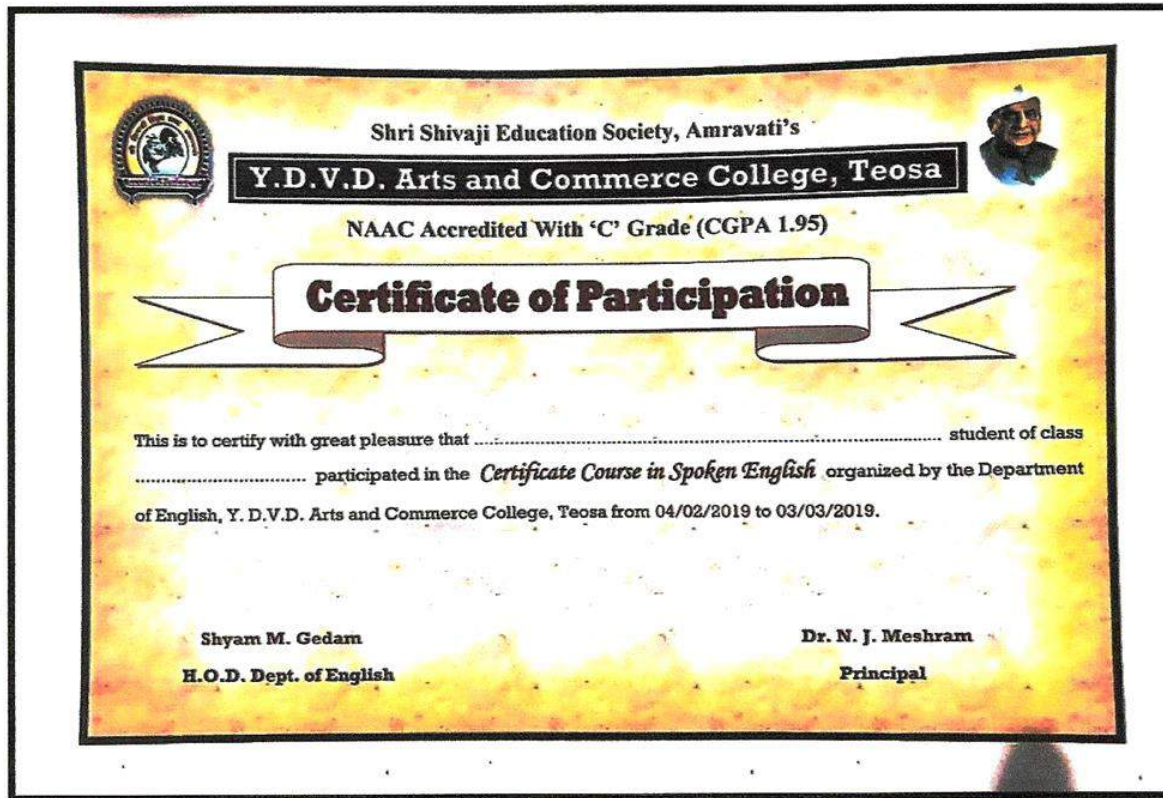 Shri Shivaji Education Society, Amravati's
Y.D.V.D. Arts and Commerce College, Teosa
NAAC Accredited With ‘C’ Grade (CGPA 1.95)
Certificate of Participation
This is to certify with great pleasure that .................................................................................. student of class
................................ participated in the Certificate Course in Spoken English organized by the Department
of English, Y. D.V.D. Arts and Commerce College, Teosa from 04/02/2019 to 03/03/2019.
Shyam M. Gedam
H.O.D. Dept. of English
Dr. N. J. Meshram
Principal